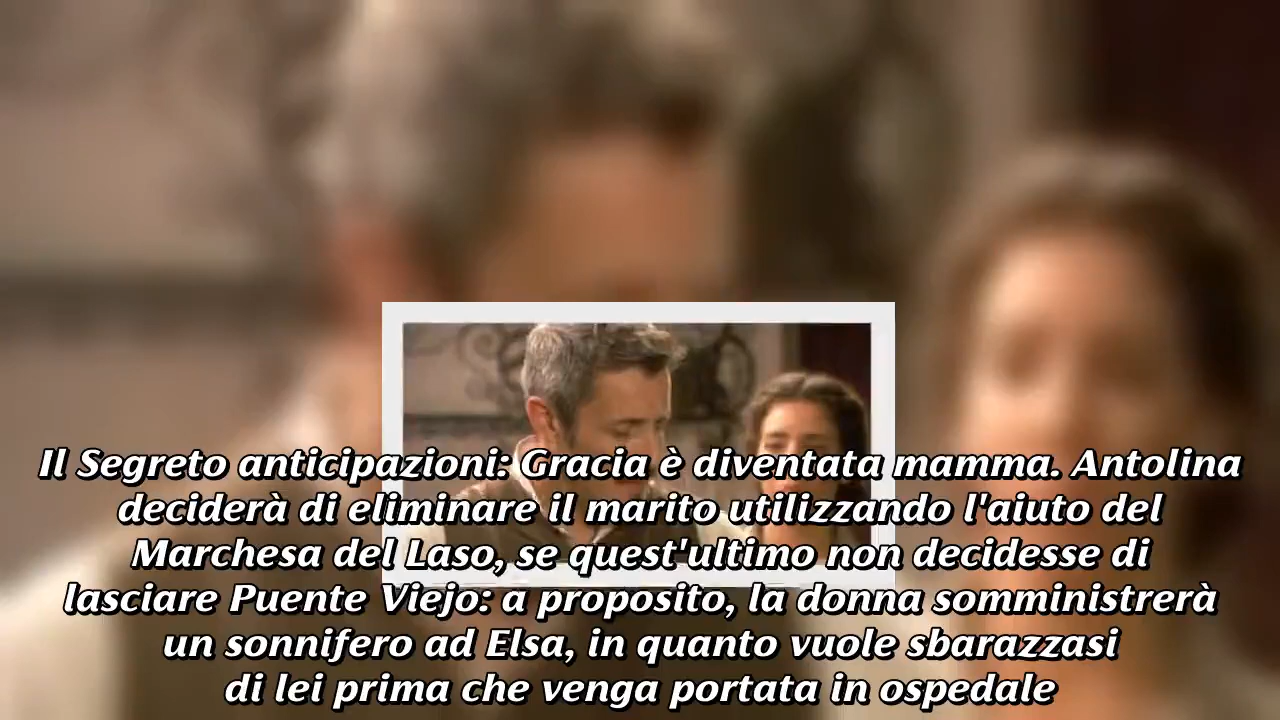 Il Segreto anticipazioni: Gracia è diventata mamma. Antolina
deciderà di eliminare il marito utilizzando l'aiuto del
Marchesa del Laso, se quest'ultimo non decidesse di
lasciare Puente Viejo: a proposito, la donna somministrerà
un sonnifero ad Elsa, in quanto vuole sbarazzasi
di lei prima che venga portata in ospedale